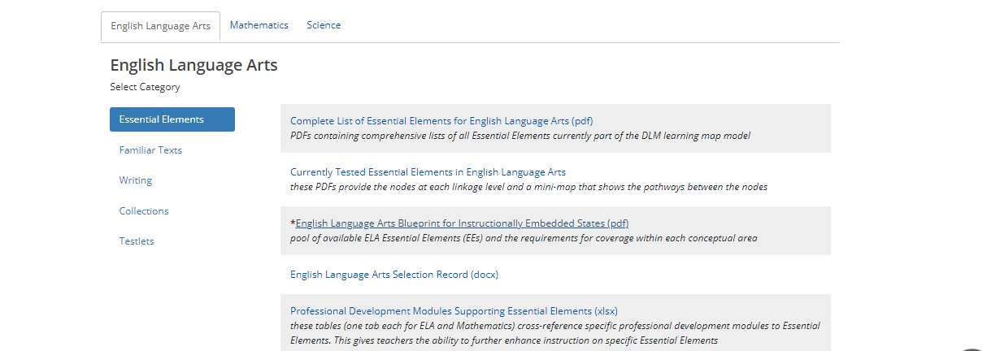 English Language Arts
Mathematics
Science
English Language Arts
Select Category
Essential Elements
Familiar Texts
Writing
Collections
Testlets
Complete List of Essential Elements for English Language Arts (pdf)
PDFs containing comprehensive lists of all Essential Elements currently part of the DLM learning map model
Currently Tested Essential Elements in English Language Arts
these PDFs provide the nodes at each linkage level and a mini-map that shows the pathways between the nodes
*English Language Arts Blueprint for Instructionally Embedded States (pdf)
pool of available ELA Essential Elements (EEs) and the requirements for coverage within each conceptual area
English Language Arts Selection Record (docx)
Professional Development Modules Supporting Essential Elements (xlsx)
these tables (one tab each for ELA and Mathematics) cross-reference specific professional development modules to Essential
Elements. This gives teachers the ability to further enhance instruction on specific Essential Elements